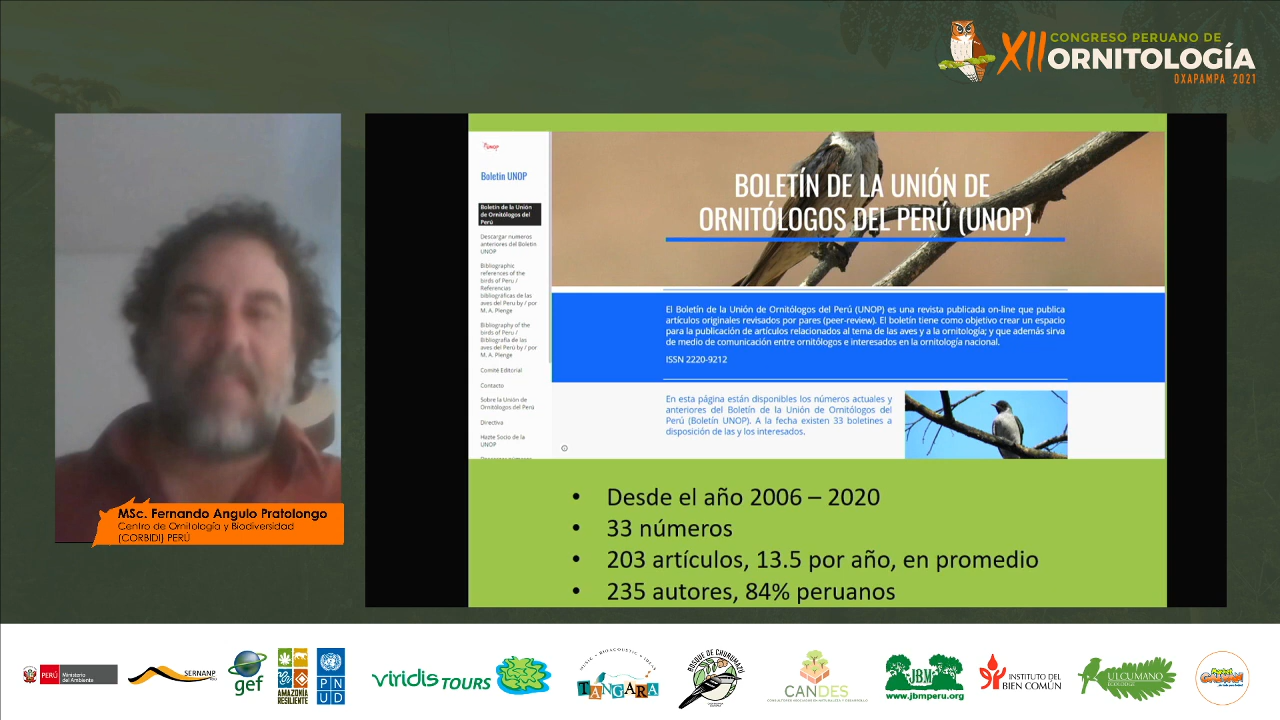 XII CONGRESO PERUANO DE
ORNITOLOGÍA
OXAPAMPA 2021
UNOP
Boletín UNOP
Boletín de la Unión
de Ornitólogos del
Perú
Descargar numeros
anteriores del Boletín
UNOP
Bibliographic
references of the
birds of Peru /
Referencias
bibliográficas de las
aves del Peru by / por
M. A. Plenge
Bibliography of the
birds of Peru /
Bibliografía de las
aves del Perú by / por
M. A. Plenge
Comité Editorial
Contacto
Sobre la Unión de
Ornitólogos del Perú
Directiva
Hazte Socio de la
UNOP
BOLETÍN DE LA UNIÓN DE
ORNITÓLOGOS DEL PERÚ (UNOP)
El Boletín de la Unión de Ornitólogos del Perú (UNOP) es una revista publicada on-line que publica
artículos originales revisados por pares (peer-review). El boletín tiene como objetivo crear un espacio
para la publicación de artículos relacionados al tema de las aves y a la ornitología; y que además sirva
de medio de comunicación entre ornitólogos e interesados en la ornitología nacional.
ISSN 2220-9212
En esta página están disponibles los números actuales y
anteriores del Boletín de la Unión de Ornitólogos del
Perú (Boletín UNOP). A la fecha existen 33 boletines a
disposición de las y los interesados.
• Desde el año 2006 – 2020
• 33 números
• 203 artículos, 13.5 por año, en promedio
• 235 autores, 84% peruanos
MSc. Fernando Angulo Pratolongo
Centro de Ornitología y Biodiversidad
(CORBIDI) PERÚ
PERÚ Ministerio
del Ambiente
SERNANP
gef
AMAZONÍA
RESILIENTE
PNUD
viridis TOURS
TANGARA
BOSQUE DE CHURUMAZÚ
CANDES
JBM
www.jbmperu.org
INSTITUTO DEL
BIEN COMÚN
ULCUMANO
ECOLODGE